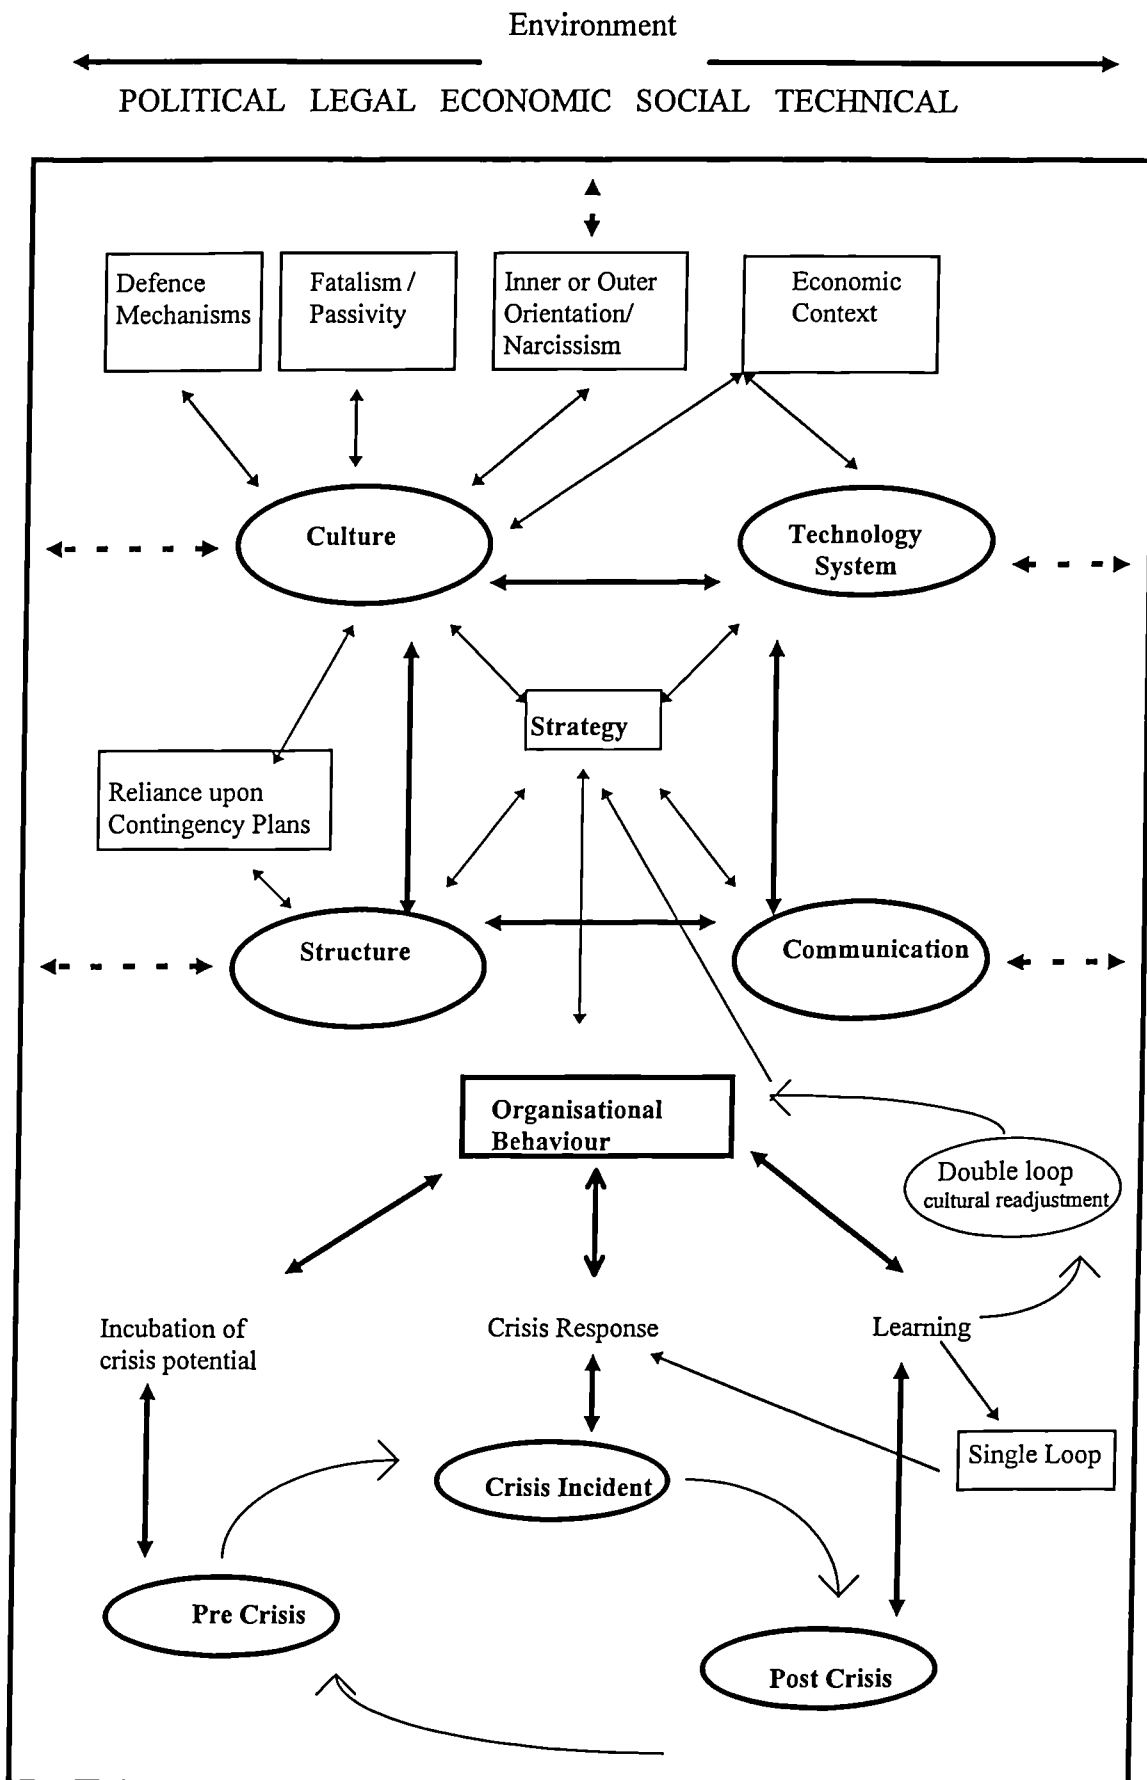 Environment
POLITICAL LEGAL ECONOMIC SOCIAL TECHNICAL
Defence
Mechanisms
Fatalism /
Passivity
Inner or Outer
Orientation/
Narcissism
Economic
Context
Culture
Technology
System
Strategy
Reliance upon
Contingency Plans
Structure
Communication
Organisational
Behaviour
Double loop
cultural readjustment
Incubation of
crisis potential
Crisis Response
Learning
Single Loop
Crisis Incident
Pre Crisis
Post Crisis